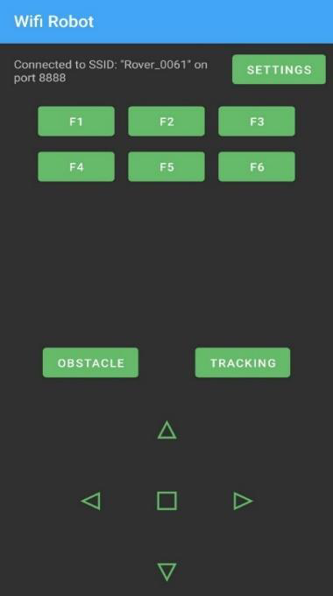 Wifi Robot
Connected to SSID: "Rover_0061" on
port 8888
SETTINGS
F1 F2 F3
F4 F5 F6
OBSTACLE TRACKING